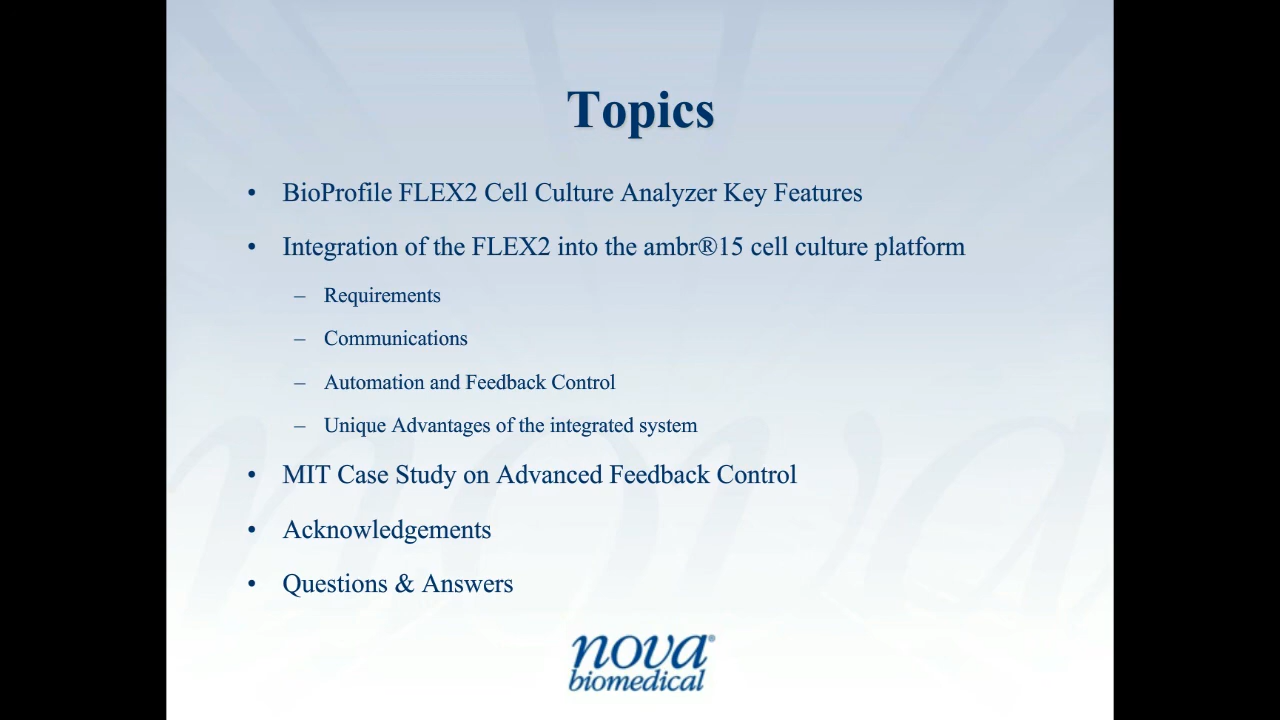 Topics
• BioProfile FLEX2 Cell Culture Analyzer Key Features
• Integration of the FLEX2 into the ambr®15 cell culture platform
– Requirements
– Communications
– Automation and Feedback Control
– Unique Advantages of the integrated system
• MIT Case Study on Advanced Feedback Control
• Acknowledgements
• Questions & Answers
nova®
biomedical